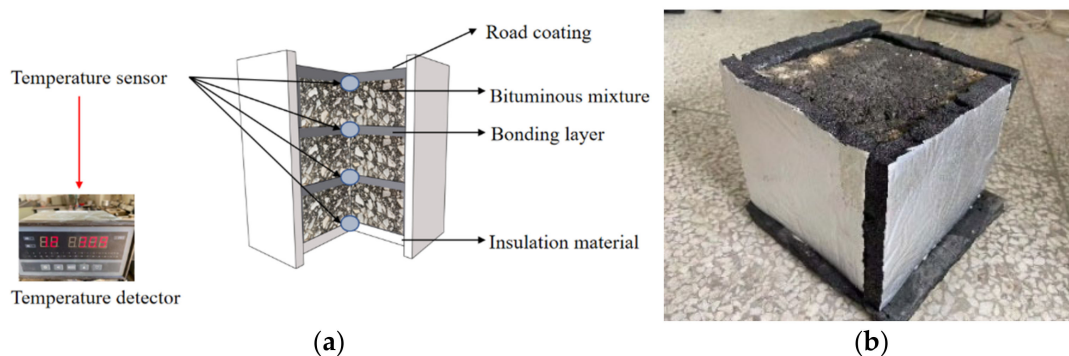 Road coating
Temperature sensor
Bituminous mixture
Bonding layer
Insulation material
Temperature detector
(a)
(b)